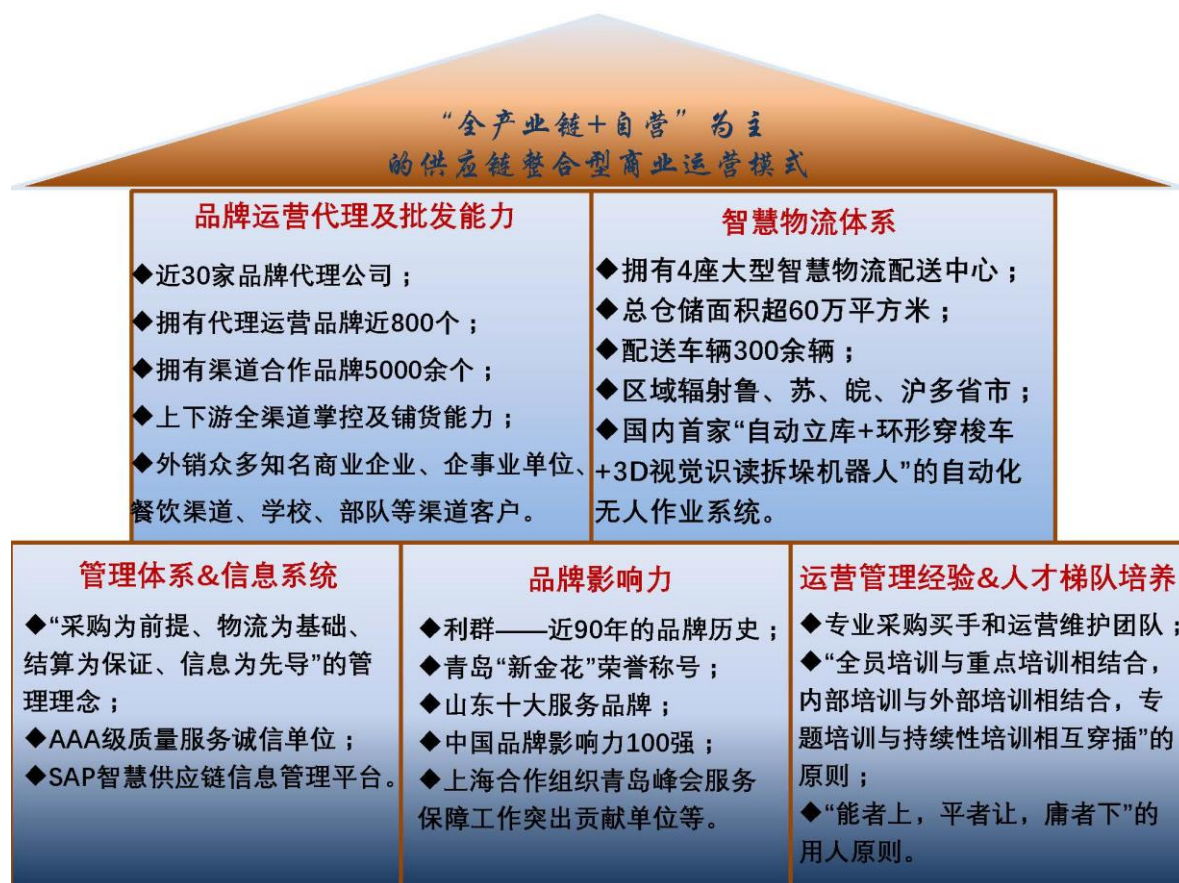 “全产业链+自营”为主
的供应链整合型商业运营模式
品牌运营代理及批发能力
◆近30家品牌代理公司；
◆拥有代理运营品牌近800个；
◆拥有渠道合作品牌5000余个；
◆上下游全渠道掌控及铺货能力；
◆外销众多知名商业企业、企事业单位、
餐饮渠道、学校、部队等渠道客户。
智慧物流体系
◆拥有4座大型智慧物流配送中心；
◆总仓储面积超60万平方米；
◆配送车辆300余辆；
◆区域辐射鲁、苏、皖、沪多省市；
◆国内首家“自动立库+环形穿梭车
+3D视觉识读拆垛机器人”的自动化
无人作业系统。
管理体系&信息系统
◆“采购为前提、物流为基础、
结算为保证、信息为先导”的管
理理念；
◆AAA级质量服务诚信单位；
◆SAP智慧供应链信息管理平台。
品牌影响力
◆利群——近90年的品牌历史；
◆青岛“新金花”荣誉称号；
◆山东十大服务品牌；
◆中国品牌影响力100强；
◆上海合作组织青岛峰会服务
保障工作突出贡献单位等。
运营管理经验&人才梯队培养
◆专业采购买手和运营维护团队；
◆“全员培训与重点培训相结合，
内部培训与外部培训相结合，专
题培训与持续性培训相互穿插”的
原则；
◆“能者上，平者让，庸者下”的
用人原则。